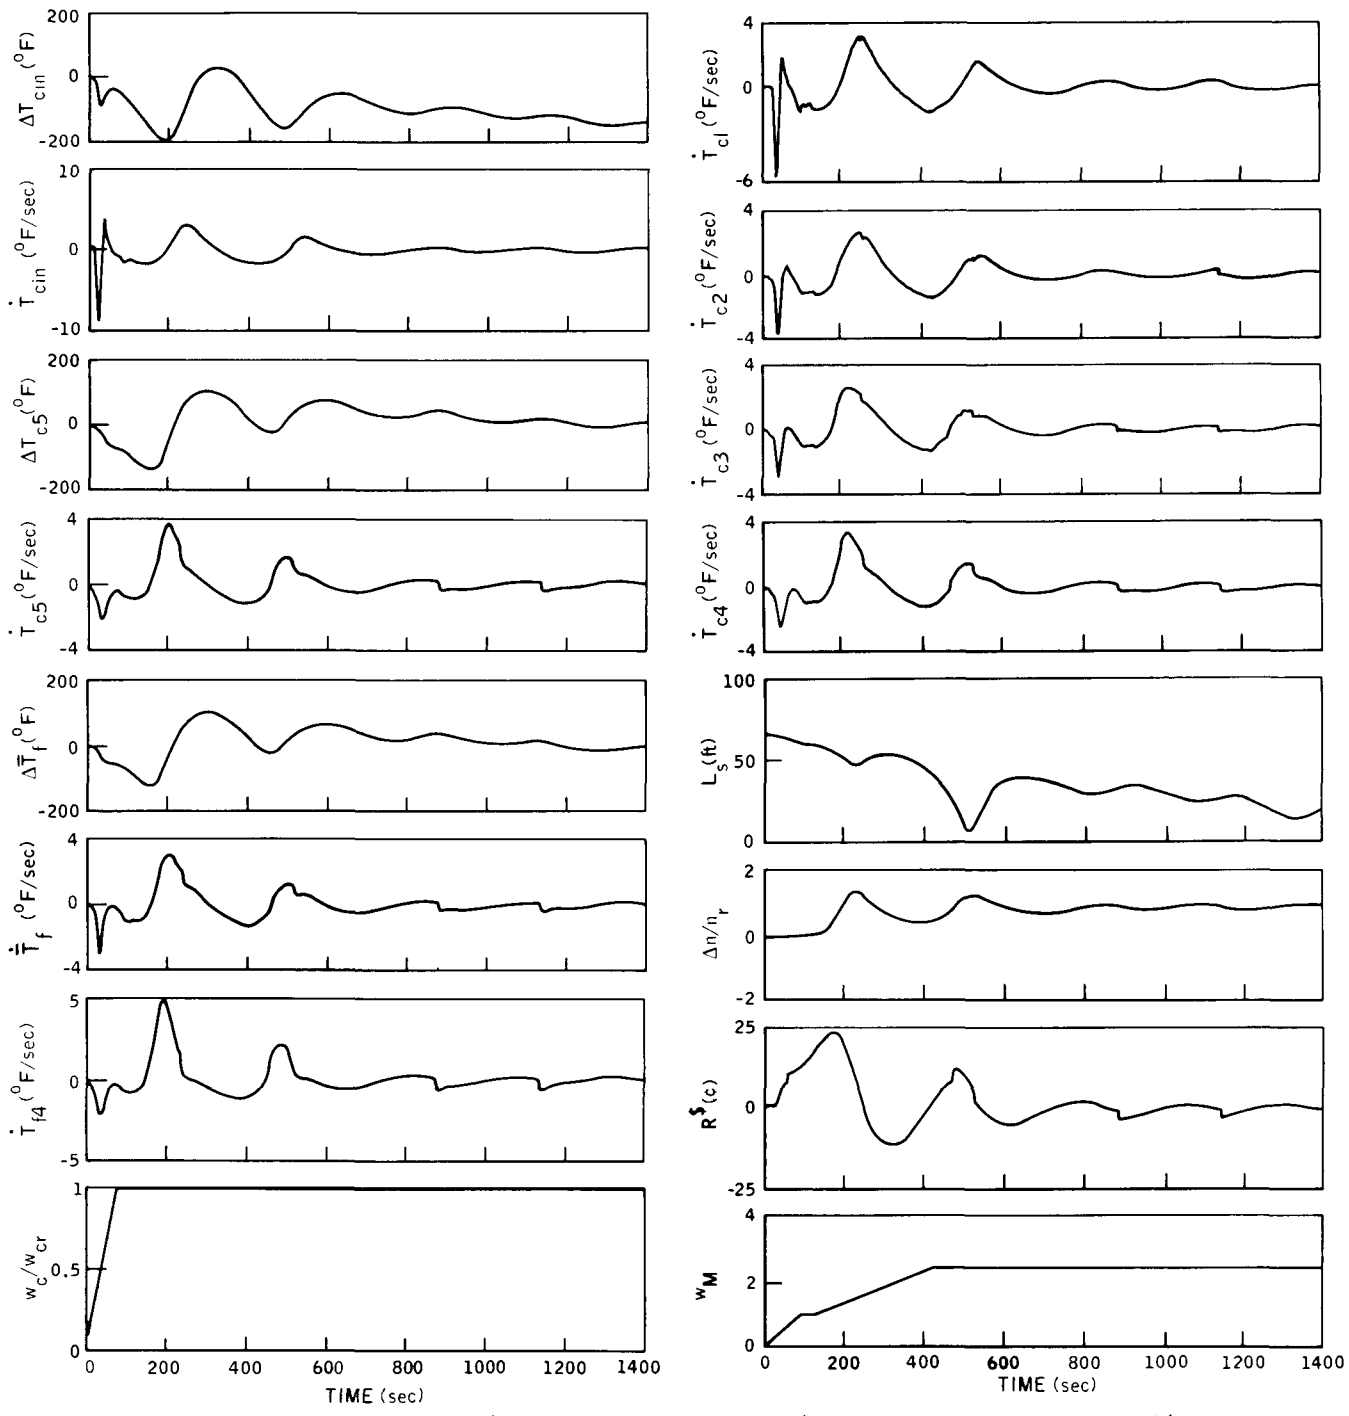 200
ΔT_cin (°F)
0
-200
10
Ṫ_cin (°F/sec)
0
-10
200
ΔT_c5 (°F)
0
-200
4
Ṫ_c5 (°F/sec)
0
-4
200
ΔT̿_f (°F)
0
-200
4
Ṫ̿_f (°F/sec)
0
-4
5
Ṫ_f4 (°F/sec)
0
-5
1
w_c/w_cr
0.5
0
0 200 400 600 800 1000 1200 1400
TIME (sec)
4
Ṫ_c1 (°F/sec)
0
-6
4
Ṫ_c2 (°F/sec)
0
-4
4
Ṫ_c3 (°F/sec)
0
-4
4
Ṫ_c4 (°F/sec)
0
-4
100
L_s (ft)
50
0
2
Δn/n_r
0
-2
25
R$(c)
0
-25
4
w_M
2
0
0 200 400 600 800 1000 1200 1400
TIME (sec)